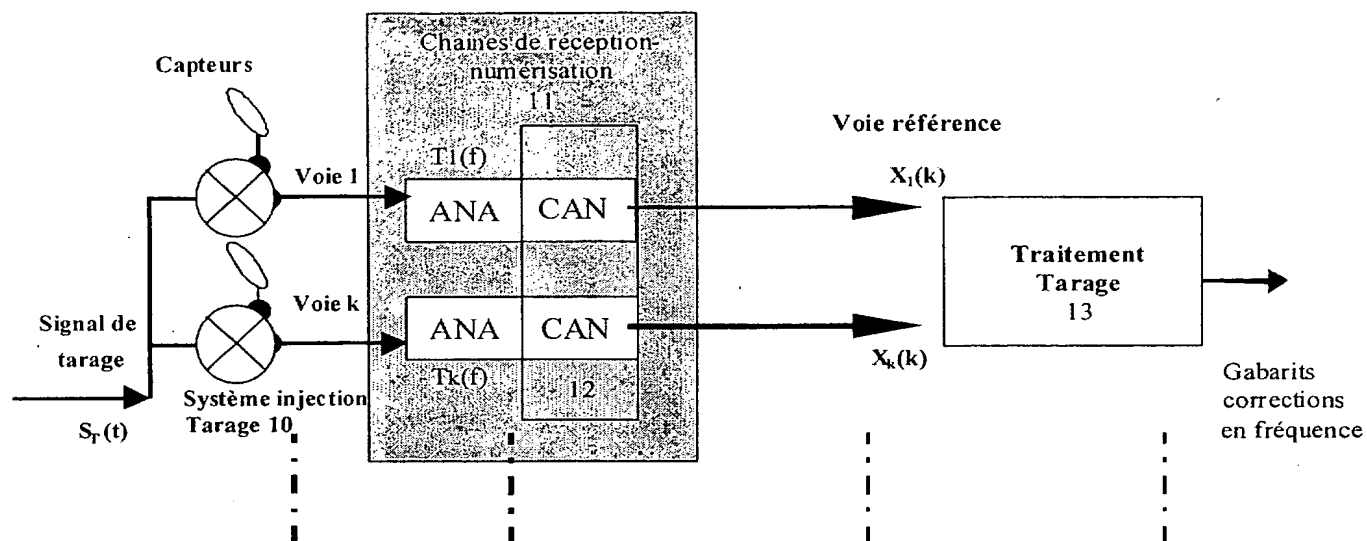 Capteurs
Chaines de réception-
numérisation
11
Voie référence
T1(f)
Voie 1
X₁(k)
ANA
CAN
Traitement
Tarage
13
Voie k
ANA
CAN
Signal de
tarage
Xₖ(k)
Tk(f)
12
Système injection
Tarage 10
S_T(t)
Gabarits
corrections
en fréquence